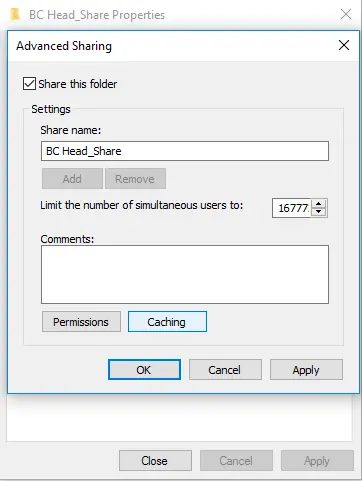 BC Head_Share Properties
Advanced Sharing
Share this folder
Settings
Share name:
BC Head_Share
Add Remove
Limit the number of simultaneous users to: 16777
Comments:
Permissions Caching
OK Cancel Apply
Close Cancel Apply